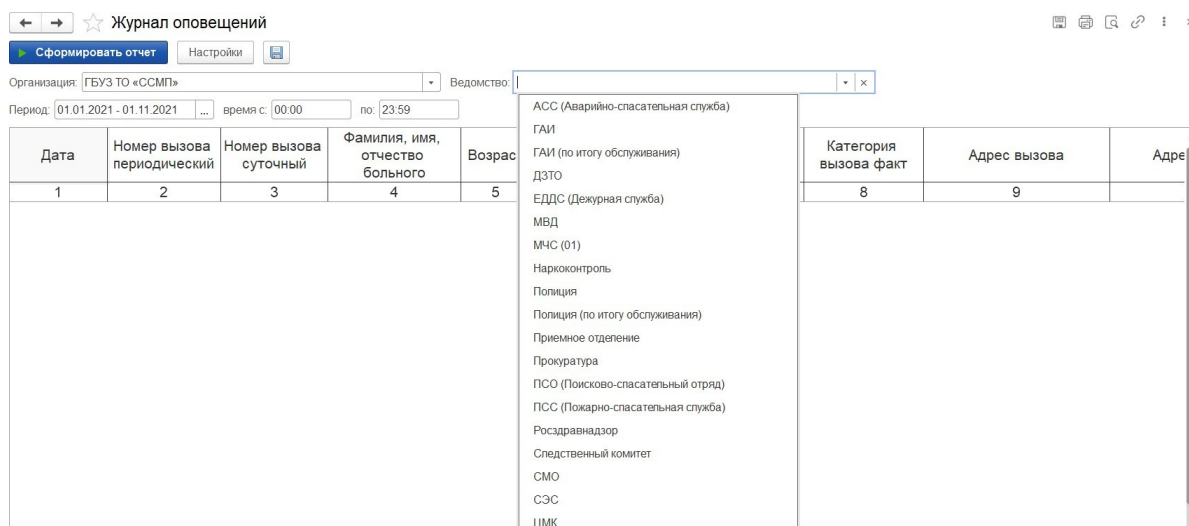 Журнал оповещений
Сформировать отчет Настройки
Организация: ГБУЗ ТО «ССМП» Ведомство:
Период: 01.01.2021 - 01.11.2021 ... время с: 00:00 по: 23:59
Дата
Номер вызова периодический
Номер вызова суточный
Фамилия, имя, отчество больного
Возрас
Категория вызова факт
Адрес вызова
Адре
1 2 3 4 5 8 9
АСС (Аварийно-спасательная служба)
ГАИ
ГАИ (по итогу обслуживания)
ДЗТО
ЕДДС (Дежурная служба)
МВД
МЧС (01)
Наркоконтроль
Полиция
Полиция (по итогу обслуживания)
Приемное отделение
Прокуратура
ПСО (Поисково-спасательный отряд)
ПСС (Пожарно-спасательная служба)
Росздравнадзор
Следственный комитет
СМО
СЭС
ЦМК